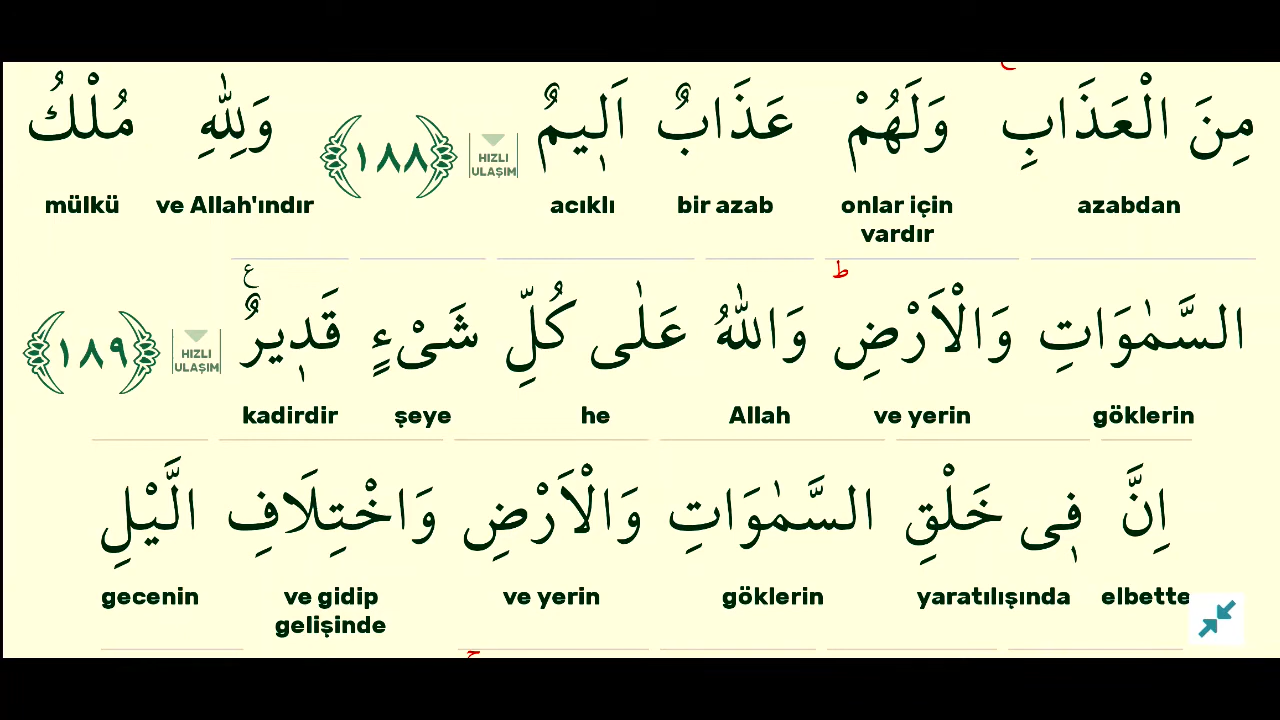 مِنَ الْعَذَابِ وَلَهُمْ عَذَابٌ اَلٖيمٌ ﴿١٨٨﴾ وَلِلّٰهِ مُلْكُ
HIZLI ULAŞIM
azabdan onlar için vardır bir azab acıklı ve Allah'ındır mülkü
السَّمٰوَاتِ وَالْاَرْضِ ط وَاللّٰهُ عَلٰى كُلِّ شَیْءٍ قَدٖيرٌ ع ﴿١٨٩﴾
HIZLI ULAŞIM
göklerin ve yerin Allah he şeye kadirdir
اِنَّ فٖى خَلْقِ السَّمٰوَاتِ وَالْاَرْضِ وَاخْتِلَافِ الَّيْلِ
elbette yaratılışında göklerin ve yerin ve gidip gelişinde gecenin